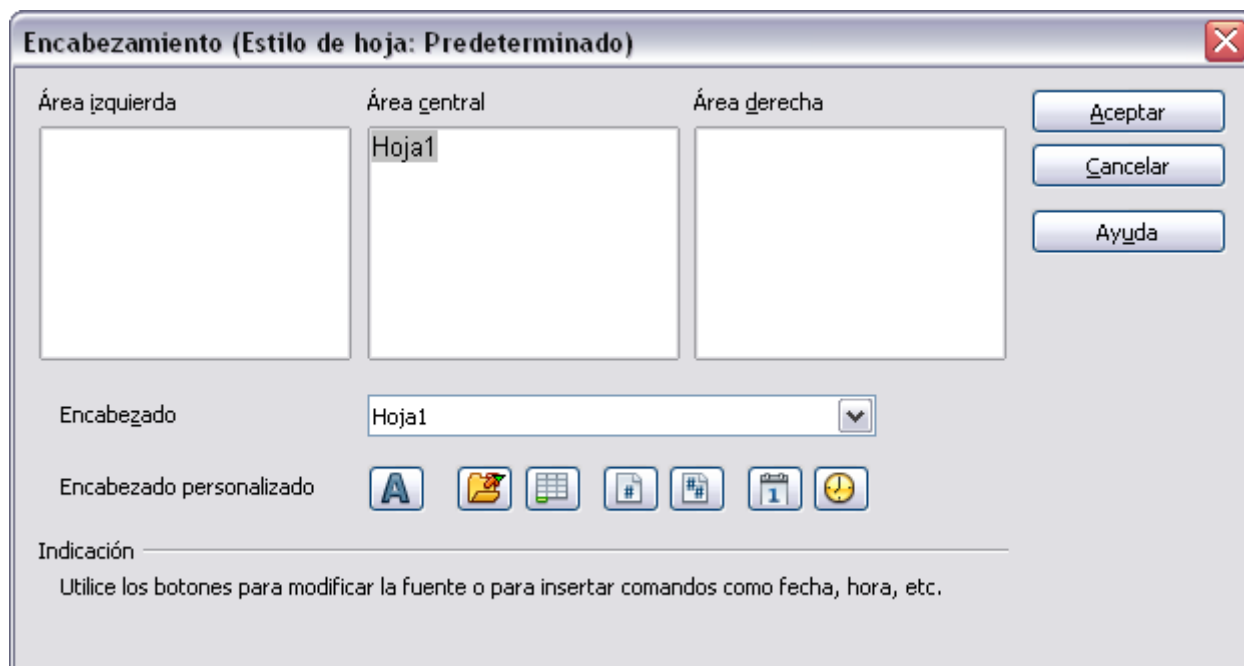 Encabezamiento (Estilo de hoja: Predeterminado)
Área izquierda
Área central
Área derecha
Hoja1
Aceptar
Cancelar
Ayuda
Encabezado
Hoja1
Encabezado personalizado
A
#
##
1
Indicación
Utilice los botones para modificar la fuente o para insertar comandos como fecha, hora, etc.